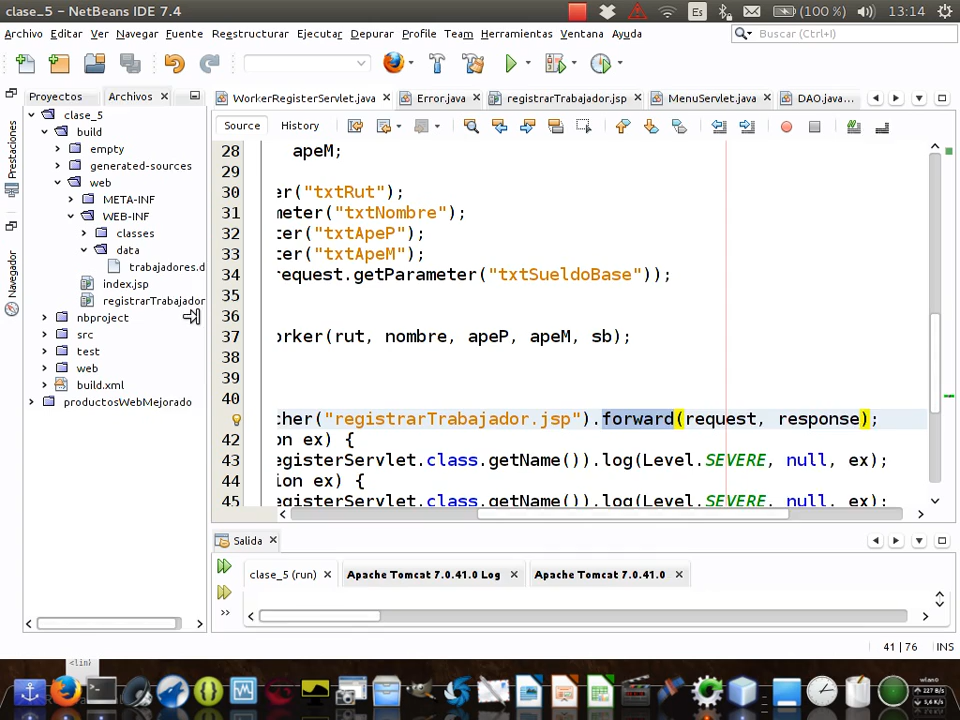 clase_5 - NetBeans IDE 7.4
Es
(100 %)
13:14
Archivo Editar Ver Navegar Fuente Reestructurar Ejecutar Depurar Profile Team Herramientas Ventana Ayuda
Buscar (Ctrl+I)
Proyectos
Archivos
WorkerRegisterServlet.java
Error.java
registrarTrabajador.jsp
MenuServlet.java
DAO.java...
Source
History
Prestaciones
Navegador
clase_5
build
empty
generated-sources
web
META-INF
WEB-INF
classes
data
trabajadores.d
index.jsp
registrarTrabajador
nbproject
src
test
web
build.xml
productosWebMejorado
28 apeM;
29
30 er("txtRut");
31 meter("txtNombre");
32 ter("txtApeP");
33 ter("txtApeM");
34 request.getParameter("txtSueldoBase"));
35
36
37 orker(rut, nombre, apeP, apeM, sb);
38
39
40
cher("registrarTrabajador.jsp").forward(request, response);
42 on ex) {
43 egisterServlet.class.getName()).log(Level.SEVERE, null, ex);
44 ion ex) {
45 egisterServlet.class.getName()).log(Level.SEVERE, null, ex);
Salida
clase_5 (run)
Apache Tomcat 7.0.41.0 Log
Apache Tomcat 7.0.41.0
41 | 76
INS
wlan0
227 B/s
3,6 K/s